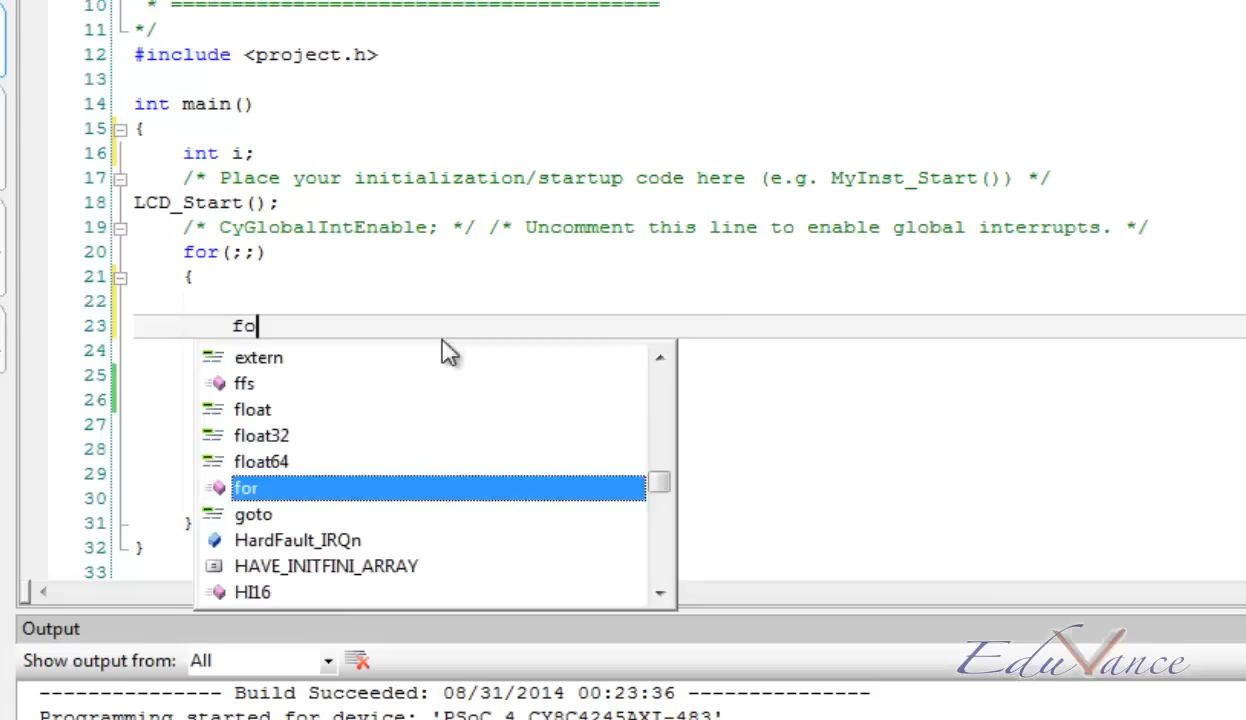 10 * ========================================
11 */
12 #include <project.h>
13
14 int main()
15 {
16 int i;
17 /* Place your initialization/startup code here (e.g. MyInst_Start()) */
18 LCD_Start();
19 /* CyGlobalIntEnable; */ /* Uncomment this line to enable global interrupts. */
20 for(;;)
21 {
22
23 fo
24 extern
25 ffs
26 float
27 float32
28 float64
29 for
30 goto
31 } HardFault_IRQn
32 } HAVE_INITFINI_ARRAY
33 HI16
Output
Show output from: All
EduVance
--------------- Build Succeeded: 08/31/2014 00:23:36 ---------------
Programming started for device: 'PSoC 4 CY8C4245AXI-483'